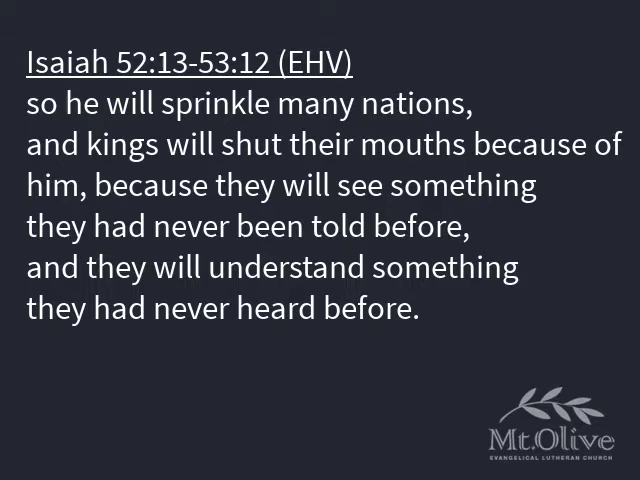 Isaiah 52:13-53:12 (EHV)
so he will sprinkle many nations,
and kings will shut their mouths because of
him, because they will see something
they had never been told before,
and they will understand something
they had never heard before.
Mt.Olive
EVANGELICAL LUTHERAN CHURCH